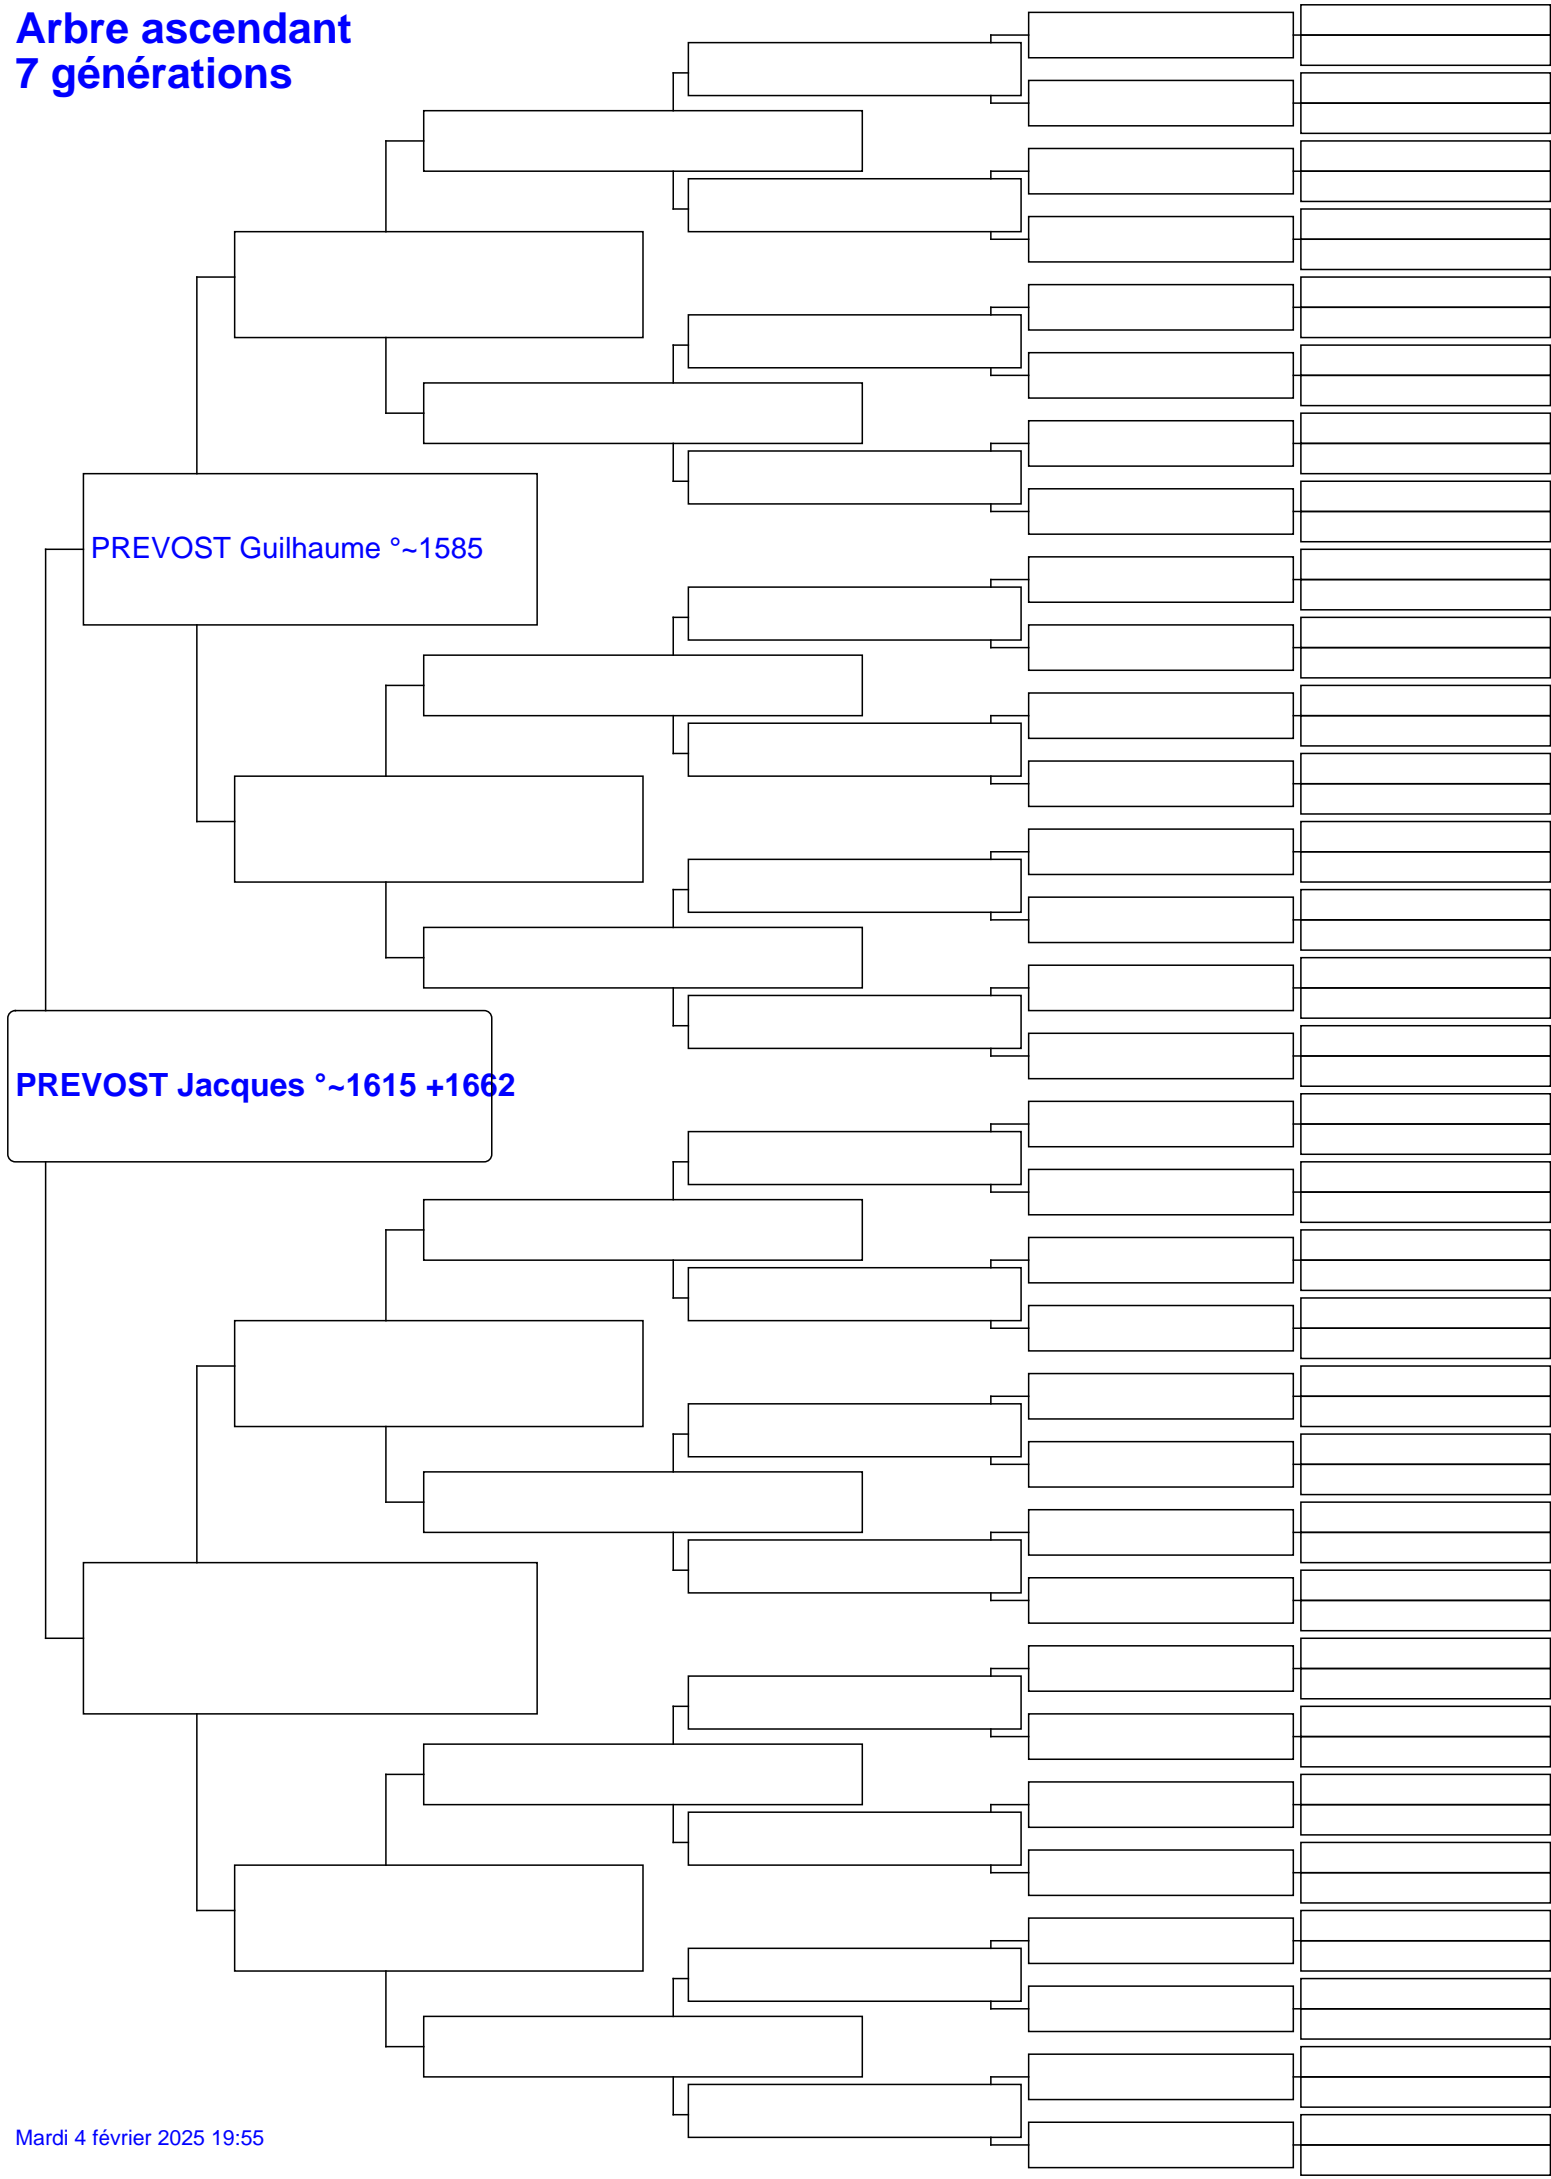 Arbre ascendant
7 générations
PREVOST Guilhaume °~1585
PREVOST Jacques °~1615 +1662
Mardi 4 février 2025 19:55